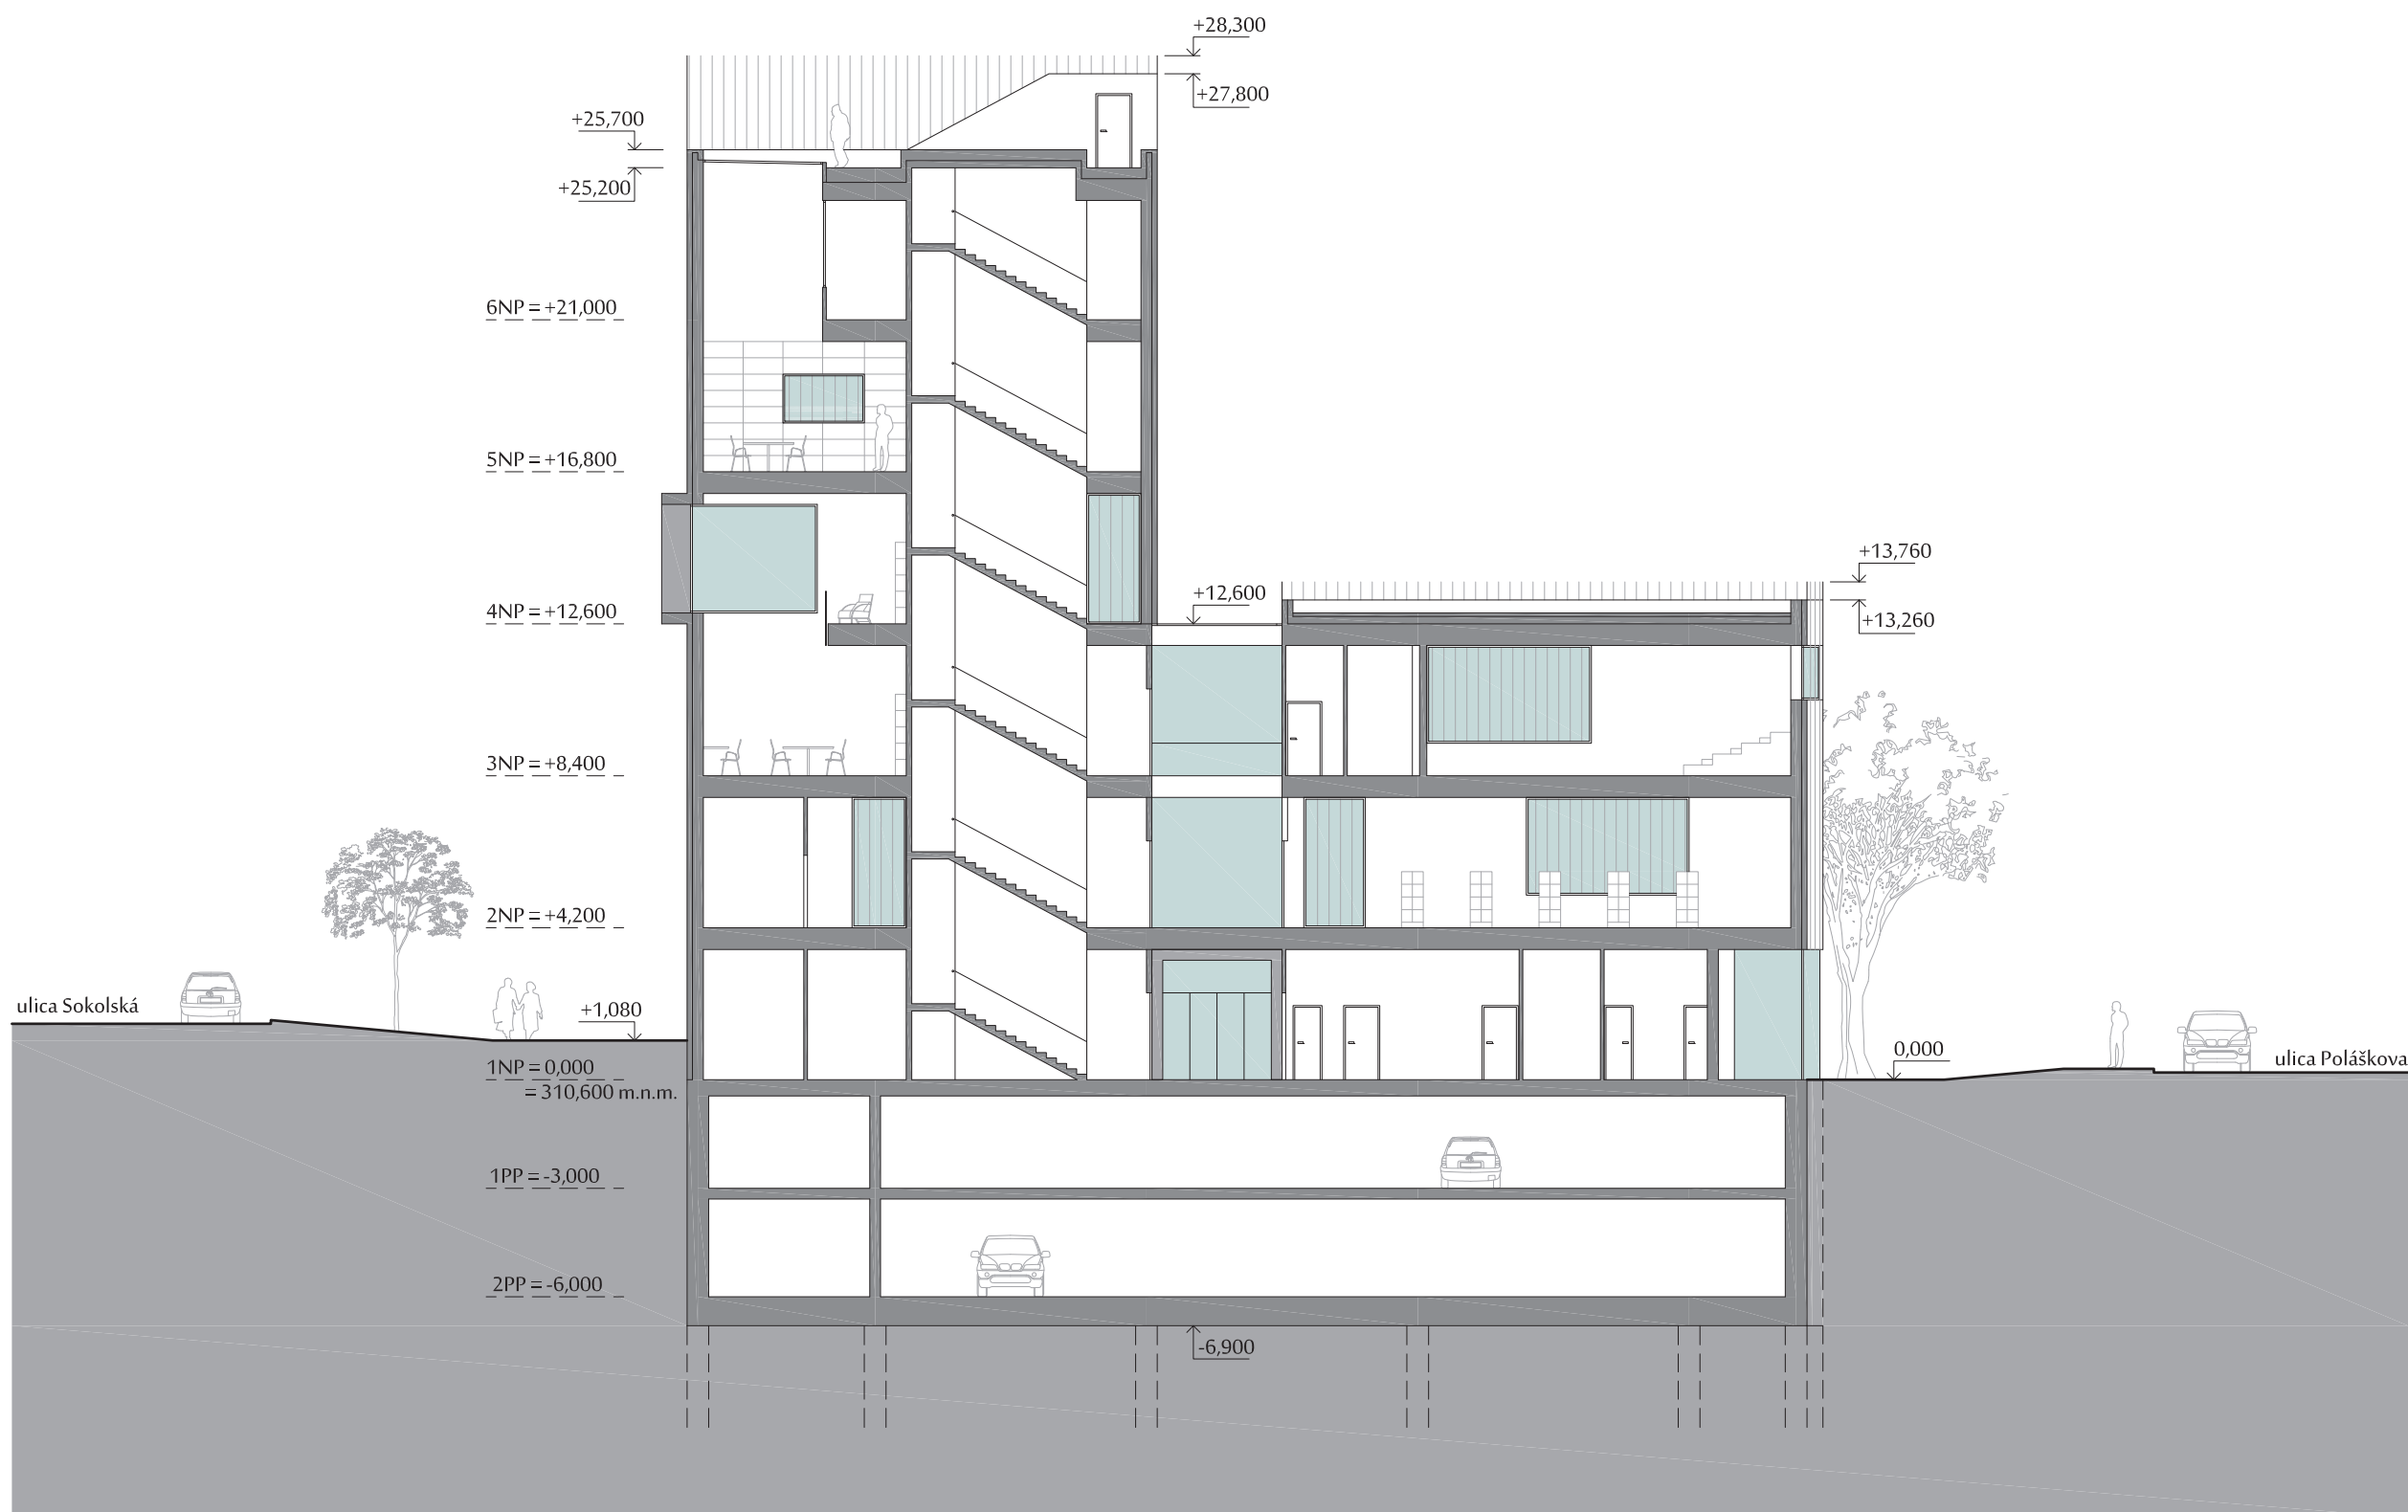 +28,300
+27,800
+25,700
+25,200
6NP = +21,000
5NP = +16,800
+13,760
4NP = +12,600
+12,600
+13,260
3NP = +8,400
2NP = +4,200
ulica Sokolská
+1,080
1NP = 0,000
= 310,600 m.n.m.
0,000
ulica Poláškova
1PP = -3,000
2PP = -6,000
-6,900